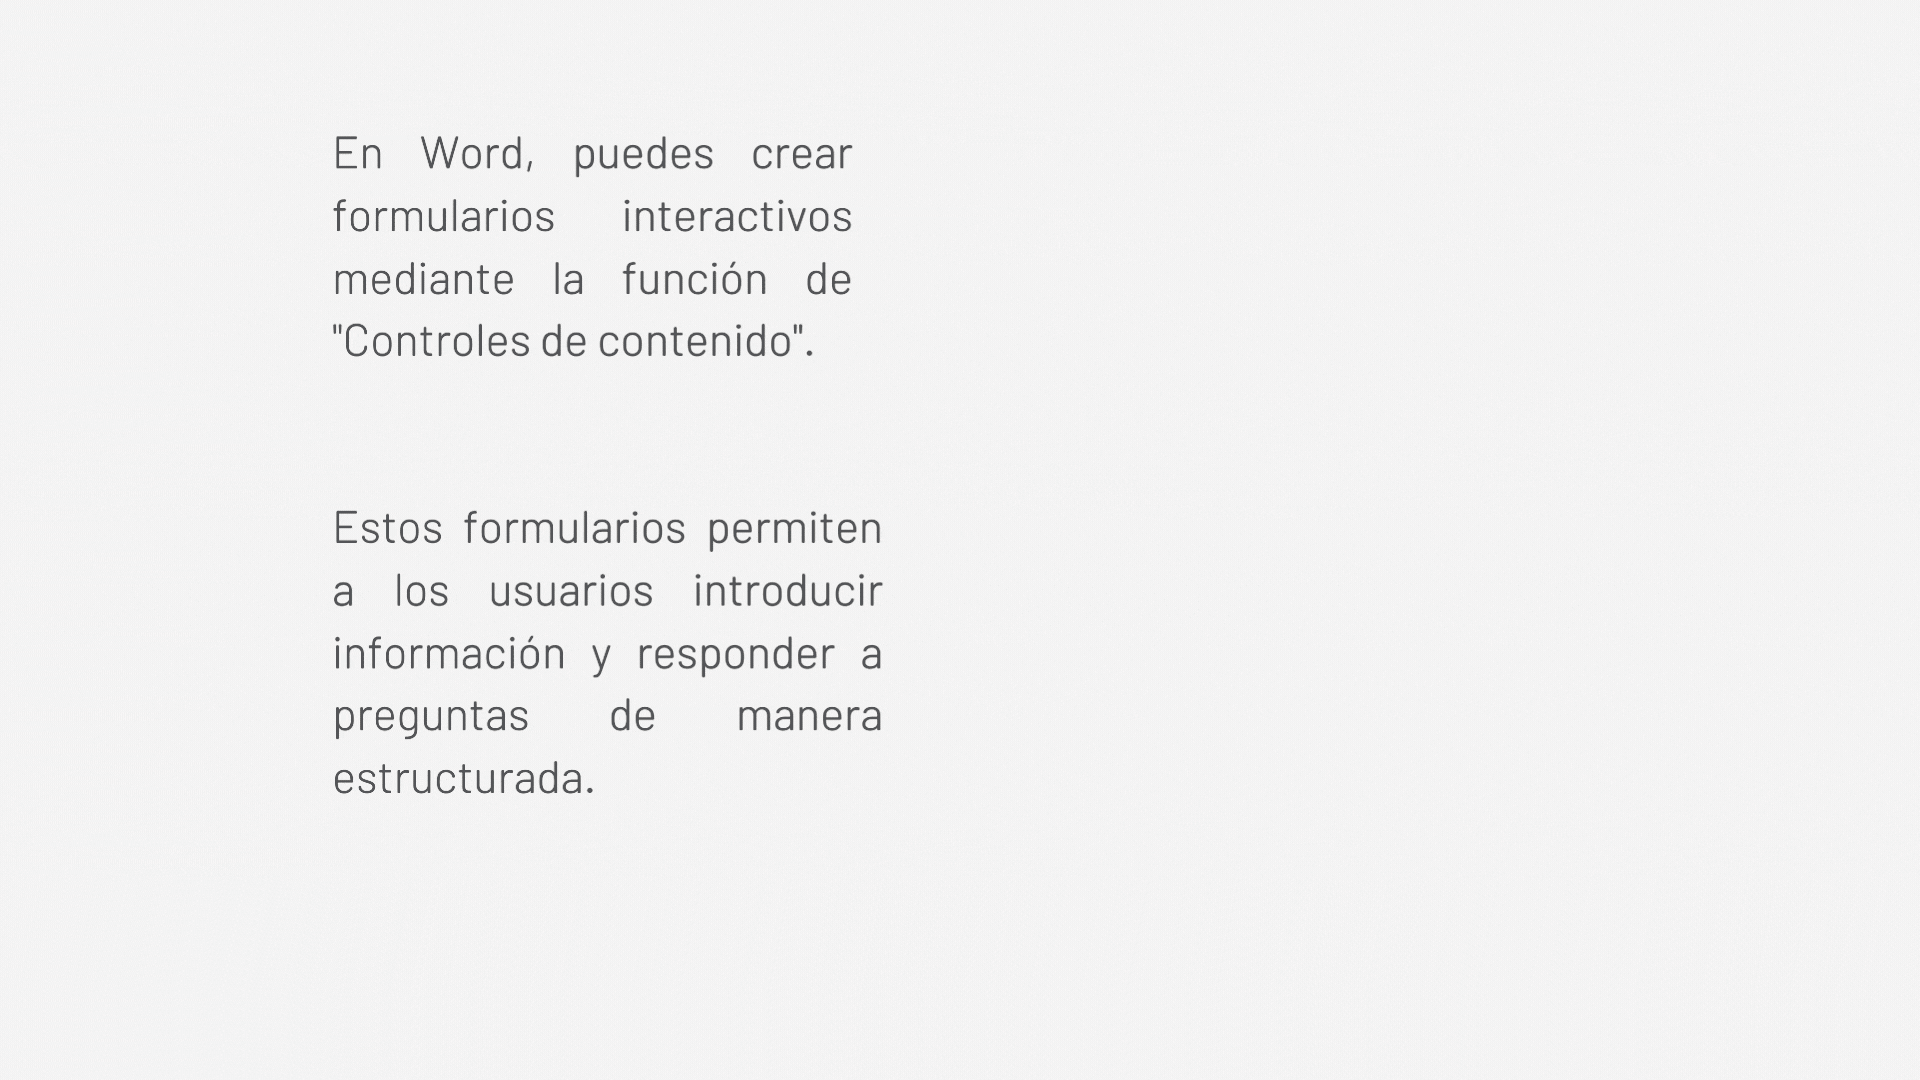 En Word, puedes crear
formularios interactivos
mediante la función de
"Controles de contenido".
Estos formularios permiten
a los usuarios introducir
información y responder a
preguntas de manera
estructurada.